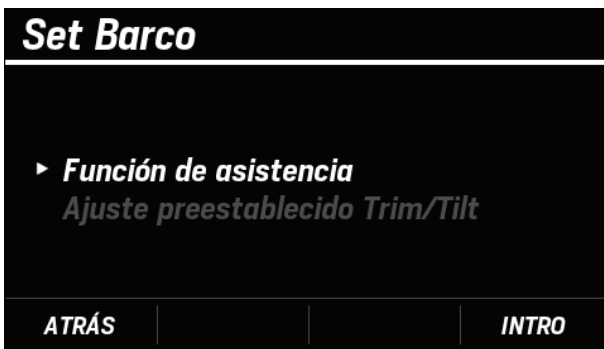 Set Barco
Función de asistencia
Ajuste preestablecido Trim/Tilt
ATRÁS INTRO